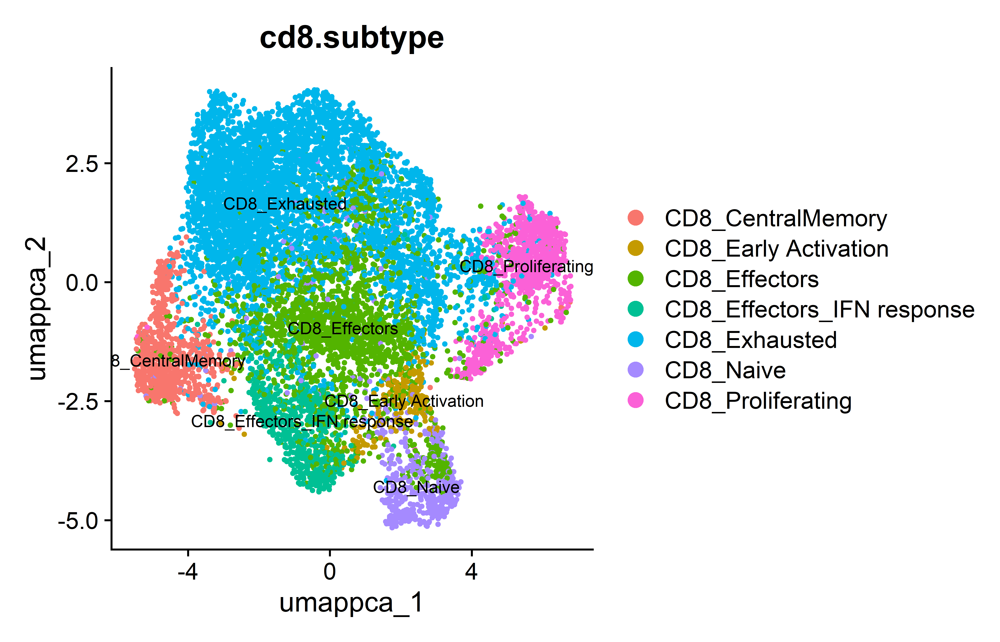 cd8.subtype
umappca_2
2.5
0.0
-2.5
-5.0
CD8_Exhausted
CD8_Proliferating
CD8_Effectors
8_CentralMemory
CD8_Early Activation
CD8_Effectors_IFN response
CD8_Naive
-4
0
4
umappca_1
CD8_CentralMemory
CD8_Early Activation
CD8_Effectors
CD8_Effectors_IFN response
CD8_Exhausted
CD8_Naive
CD8_Proliferating